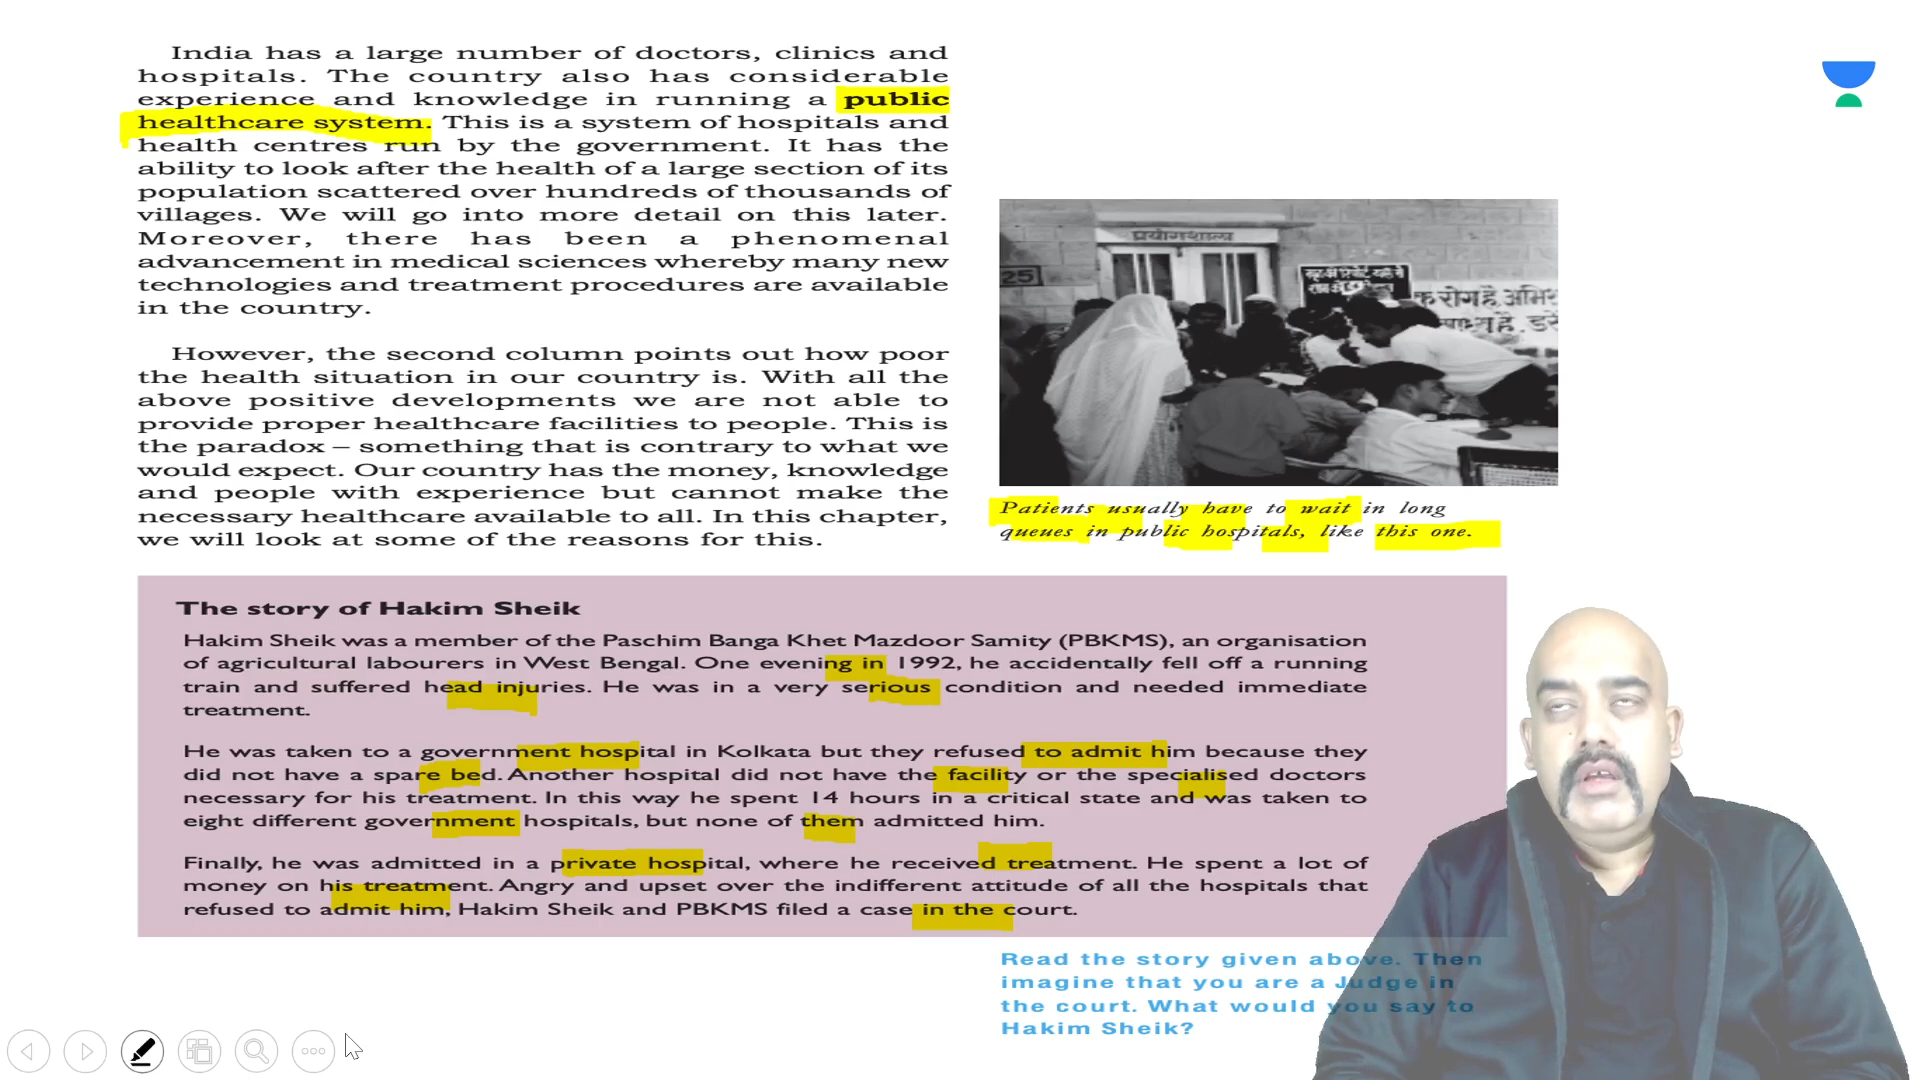 India has a large number of doctors, clinics and
hospitals. The country also has considerable
experience and knowledge in running a public
healthcare system. This is a system of hospitals and
health centres run by the government. It has the
ability to look after the health of a large section of its
population scattered over hundreds of thousands of
villages. We will go into more detail on this later.
Moreover, there has been a phenomenal
advancement in medical sciences whereby many new
technologies and treatment procedures are available
in the country.
However, the second column points out how poor
the health situation in our country is. With all the
above positive developments we are not able to
provide proper healthcare facilities to people. This is
the paradox – something that is contrary to what we
would expect. Our country has the money, knowledge
and people with experience but cannot make the
necessary healthcare available to all. In this chapter,
we will look at some of the reasons for this.
प्रयोगशाला
25
Patients usually have to wait in long
queues in public hospitals, like this one.
The story of Hakim Sheik
Hakim Sheik was a member of the Paschim Banga Khet Mazdoor Samity (PBKMS), an organisation
of agricultural labourers in West Bengal. One evening in 1992, he accidentally fell off a running
train and suffered head injuries. He was in a very serious condition and needed immediate
treatment.
He was taken to a government hospital in Kolkata but they refused to admit him because they
did not have a spare bed. Another hospital did not have the facility or the specialised doctors
necessary for his treatment. In this way he spent 14 hours in a critical state and was taken to
eight different government hospitals, but none of them admitted him.
Finally, he was admitted in a private hospital, where he received treatment. He spent a lot of
money on his treatment. Angry and upset over the indifferent attitude of all the hospitals that
refused to admit him, Hakim Sheik and PBKMS filed a case in the court.
Read the story given above. Then
imagine that you are a Judge in
the court. What would you say to
Hakim Sheik?